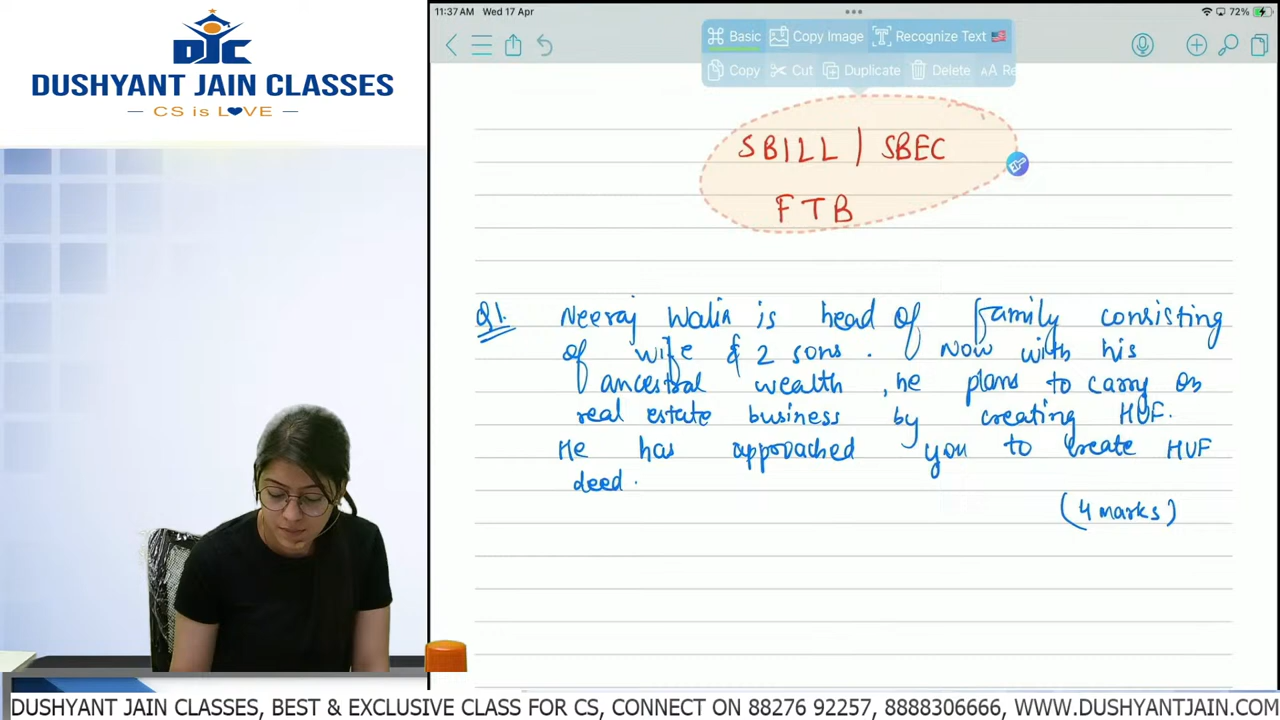 DJC
DUSHYANT JAIN CLASSES
CS is LOVE
11:37 AM Wed 17 Apr
72%
Basic Copy Image Recognize Text
Copy Cut Duplicate Delete AA Re
SBILL | SBEC
FTB
Q1. Neeraj Walia is head of family consisting
of wife & 2 sons. Now with his
ancestral wealth, he plans to carry on
real estate business by creating HUF.
He has approached you to create HUF
deed.
(4 marks)
DUSHYANT JAIN CLASSES, BEST & EXCLUSIVE CLASS FOR CS, CONNECT ON 88276 92257, 8888306666, WWW.DUSHYANTJAIN.COM